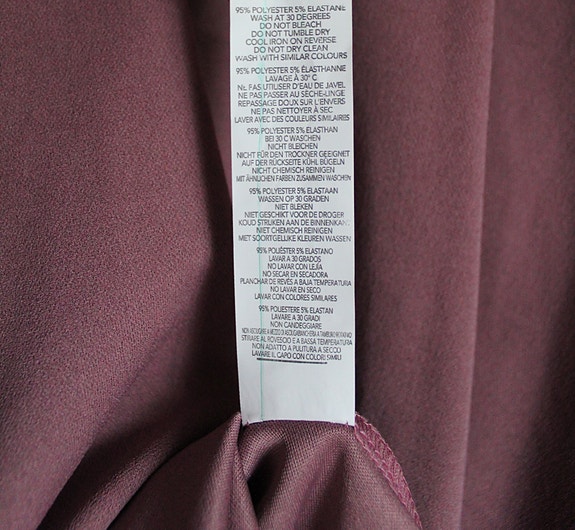 95% POLYESTER 5% ELASTANE
WASH AT 30 DEGREES
DO NOT BLEACH
DO NOT TUMBLE DRY
COOL IRON ON REVERSE
DO NOT DRY CLEAN
WASH WITH SIMILAR COLOURS
95% POLYESTER 5% ÉLASTHANNE
LAVAGE À 30° C
NE PAS UTILISER D'EAU DE JAVEL
NE PAS PASSER AU SÈCHE-LINGE
REPASSAGE DOUX SUR L'ENVERS
NE PAS NETTOYER À SEC
LAVER AVEC DES COULEURS SIMILAIRES
95% POLYESTER 5% ELASTHAN
BEI 30 C WASCHEN
NICHT BLEICHEN
NICHT FÜR DEN TROCKNER GEEIGNET
AUF DER RÜCKSEITE KÜHL BÜGELN
NICHT CHEMISCH REINIGEN
MIT ÄHNLICHEN FARBEN ZUSAMMEN WASCHEN
95% POLYESTER 5% ELASTAAN
WASSEN OP 30 GRADEN
NIET BLEKEN
NIET GESCHIKT VOOR DE DROGER
KOUD STRIJKEN AAN DE BINNENKANT
NIET CHEMISCH REINIGEN
MET SOORTGELIJKE KLEUREN WASSEN
95% POLIÉSTER 5% ELASTANO
LAVAR A 30 GRADOS
NO LAVAR CON LEJÍA
NO SECAR EN SECADORA
PLANCHAR DE REVÉS A BAJA TEMPERATURA
NO LAVAR EN SECO
LAVAR CON COLORES SIMILARES
95% POLIESTERE 5% ELASTAN
LAVARE A 30 GRADI
NON CANDEGGIARE
NON ASCIUGARE A MEZZO DI ASCIUGABIANCHERIA A TAMBURO ROTATIVO
STIRARE AL ROVESCIO E A BASSA TEMPERATURA
NON ADATTO A PULITURA A SECCO
LAVARE IL CAPO CON COLORI SIMILI